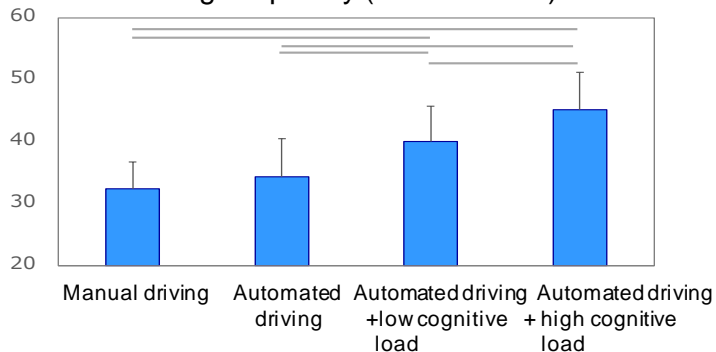 60
50
40
30
20
Manual driving
Automated
driving
Automated driving
+low cognitive
load
Automated driving
+ high cognitive
load